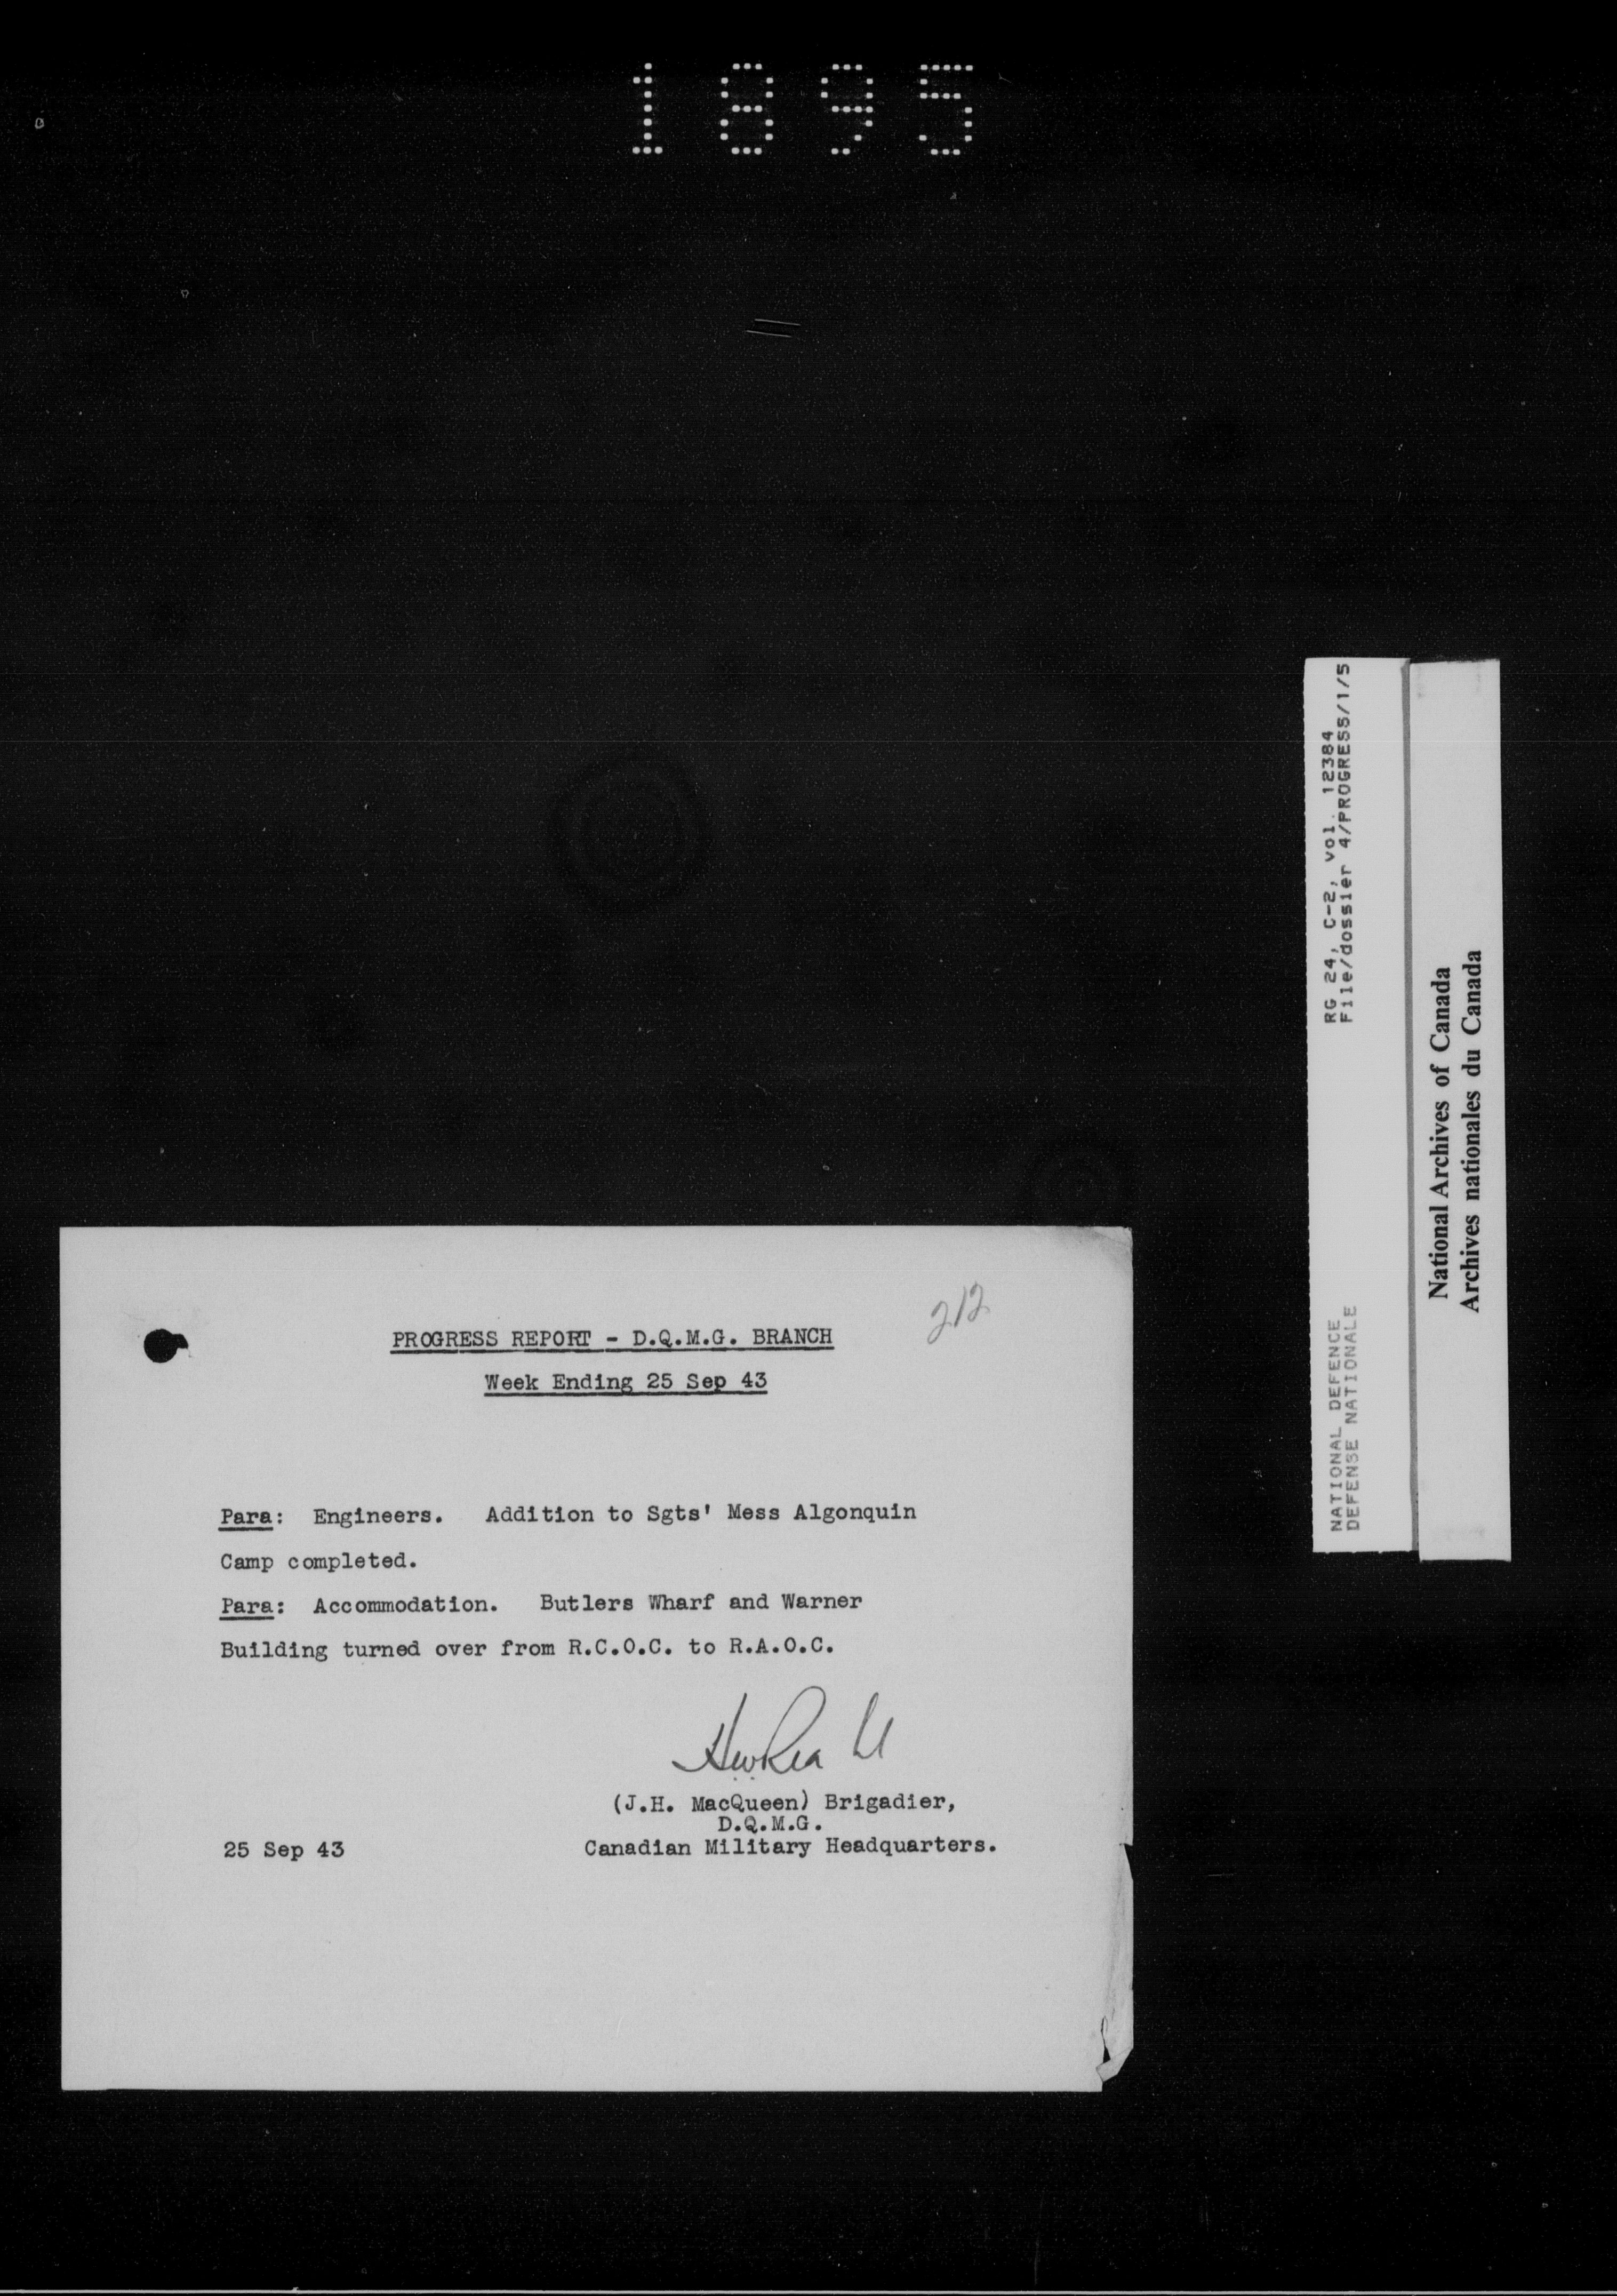 1895
212
PROGRESS REPORT - D.Q.M.G. BRANCH
Week Ending 25 Sep 43
Para: Engineers. Addition to Sgts' Mess Algonquin
Camp completed.
Para: Accommodation. Butlers Wharf and Warner
Building turned over from R.C.O.C. to R.A.O.C.
(J.H. MacQueen) Brigadier,
D.Q.M.G.
25 Sep 43 Canadian Military Headquarters.
NATIONAL DEFENCE RG 24, C-2, vol. 12384
DEFENSE NATIONALE File/dossier 4/PROGRESS/1/5
National Archives of Canada
Archives nationales du Canada